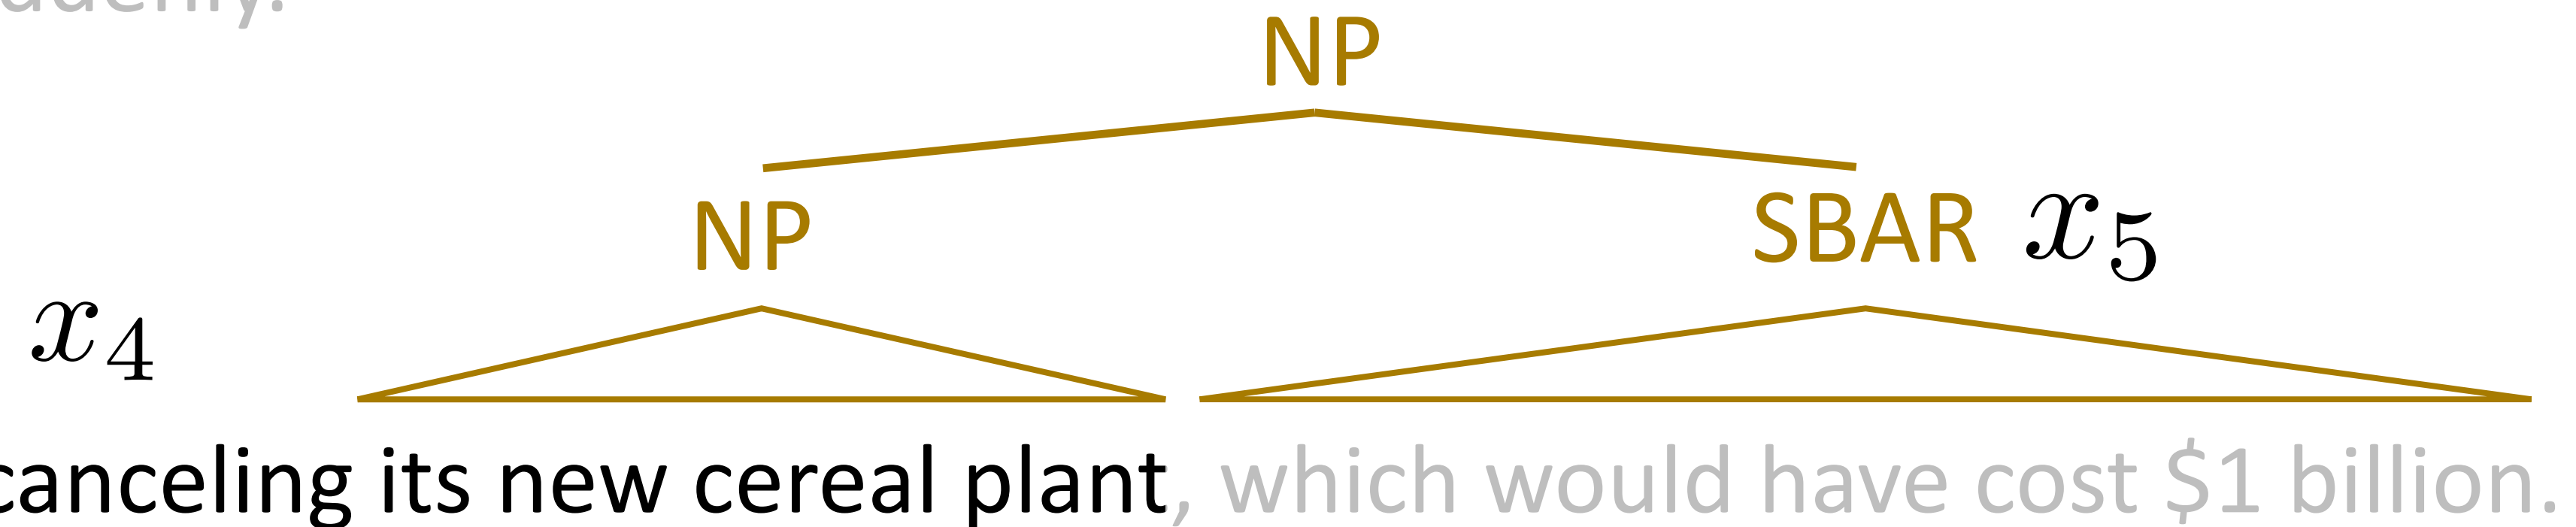 NP
NP SBAR x₅
x₄
canceling its new cereal plant, which would have cost $1 billion.